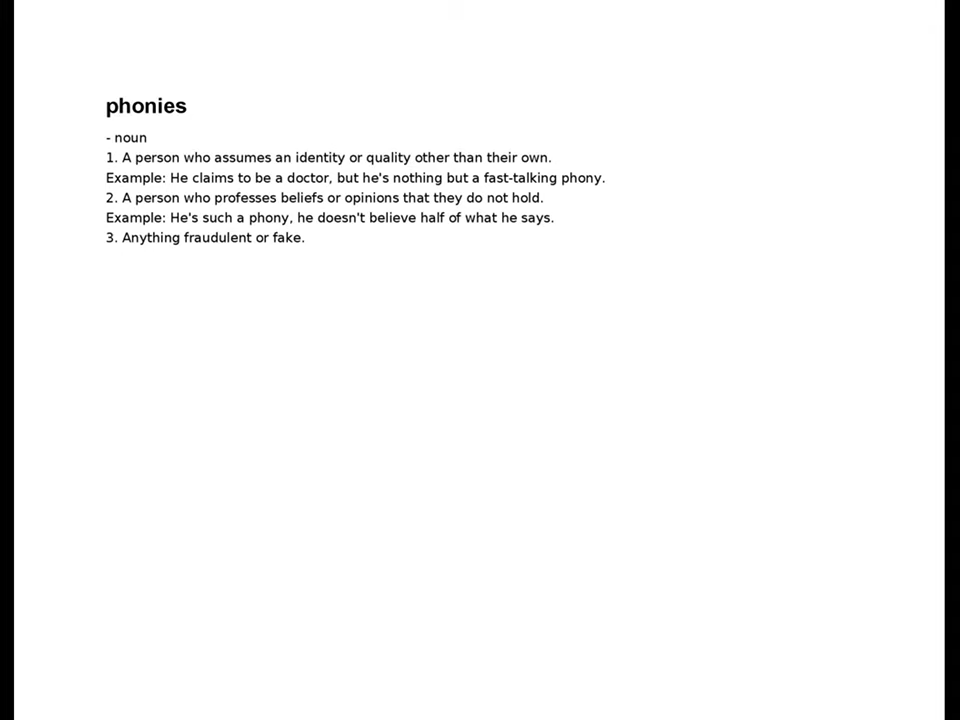 phonies
- noun
1. A person who assumes an identity or quality other than their own.
Example: He claims to be a doctor, but he's nothing but a fast-talking phony.
2. A person who professes beliefs or opinions that they do not hold.
Example: He's such a phony, he doesn't believe half of what he says.
3. Anything fraudulent or fake.